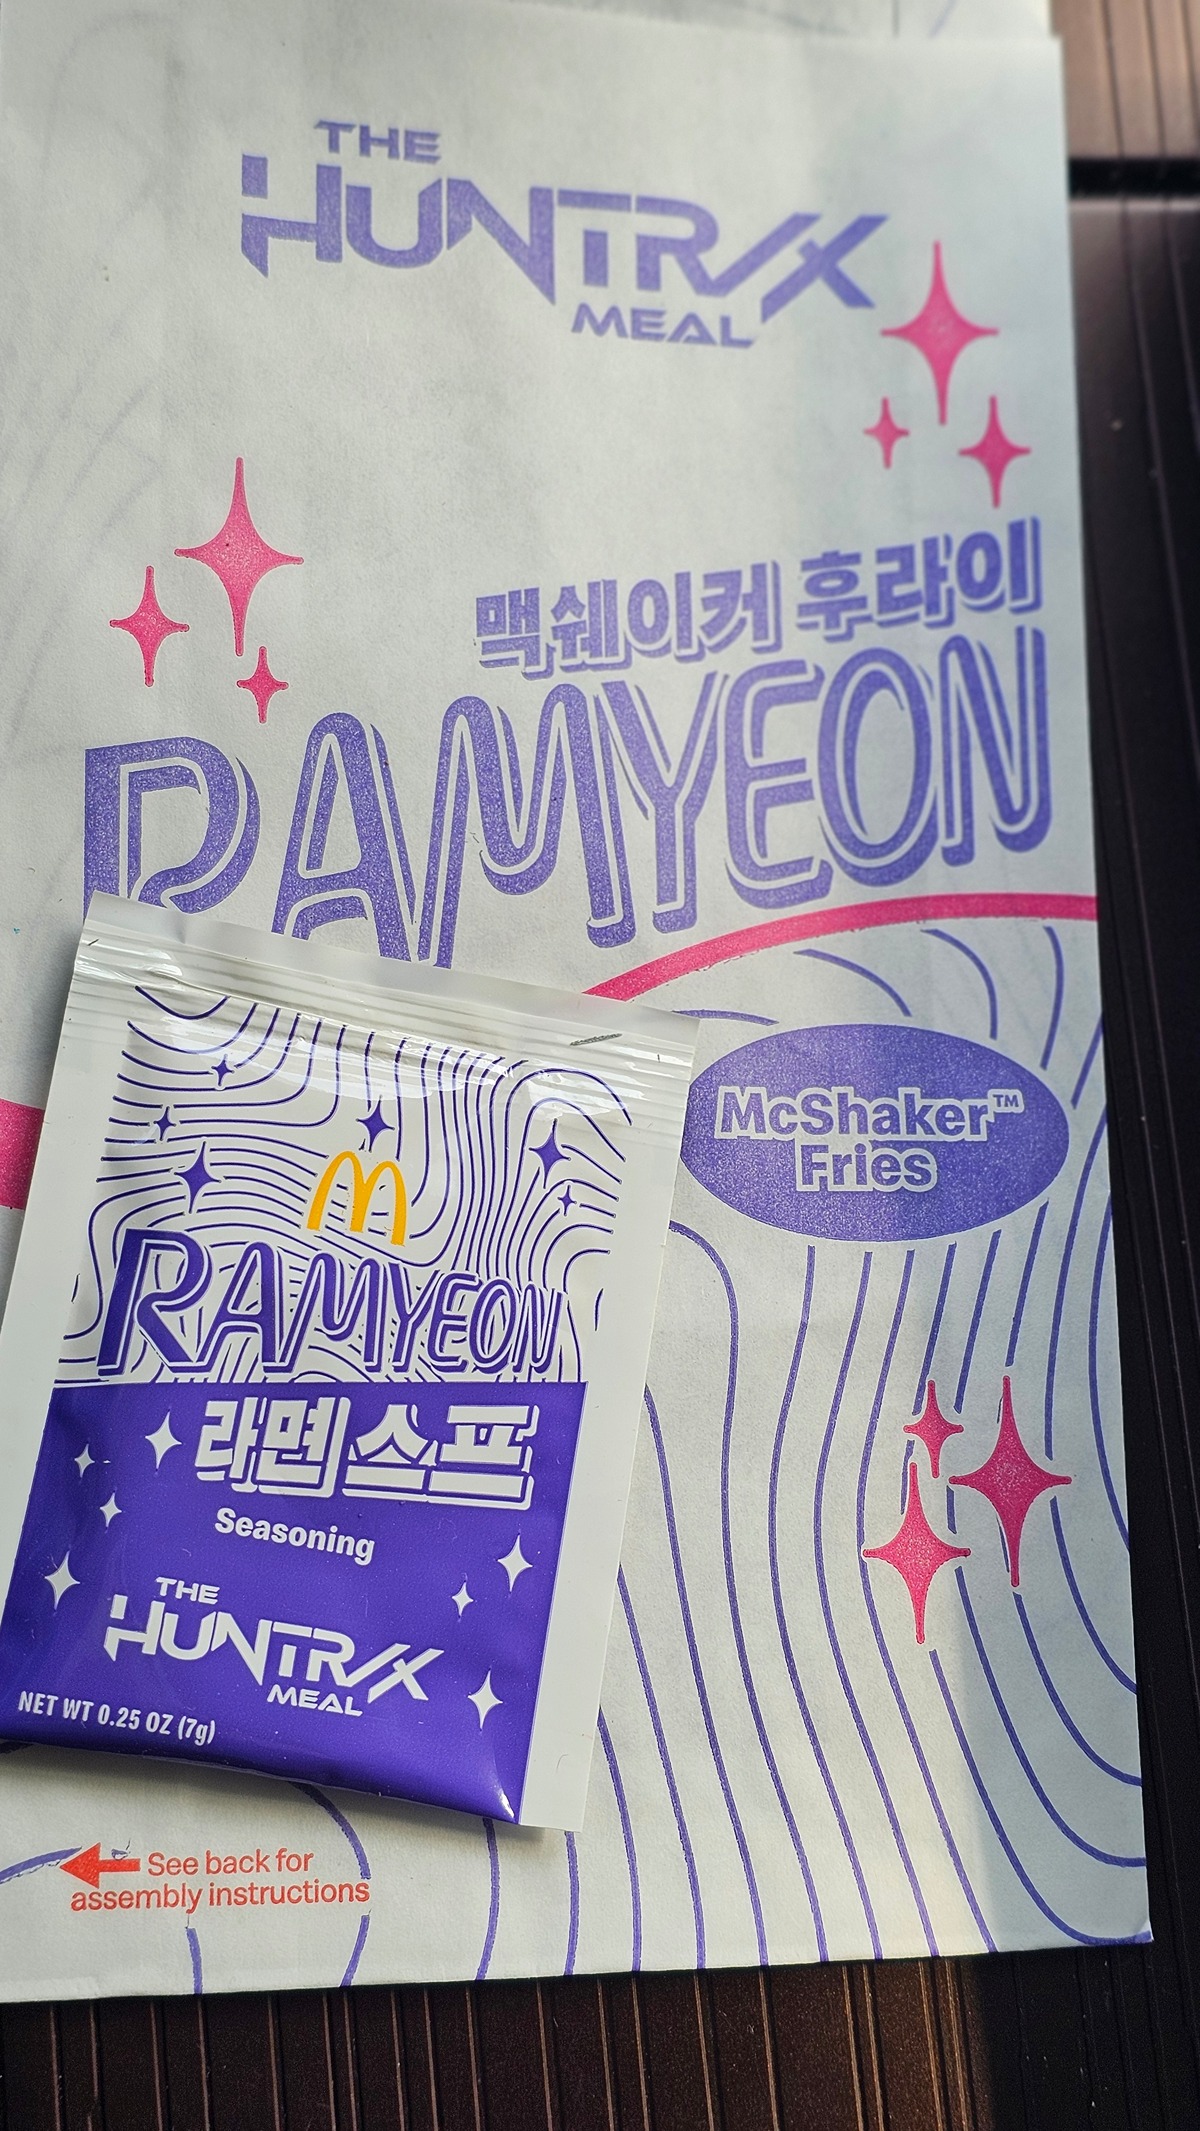 THE
HUNTR/X
MEAL
맥쉐이커 후라이
RAMYEON
McShaker™
Fries
RAMYEON
라면 스프
Seasoning
THE
HUNTR/X
MEAL
NET WT 0.25 OZ (7g)
See back for
assembly instructions